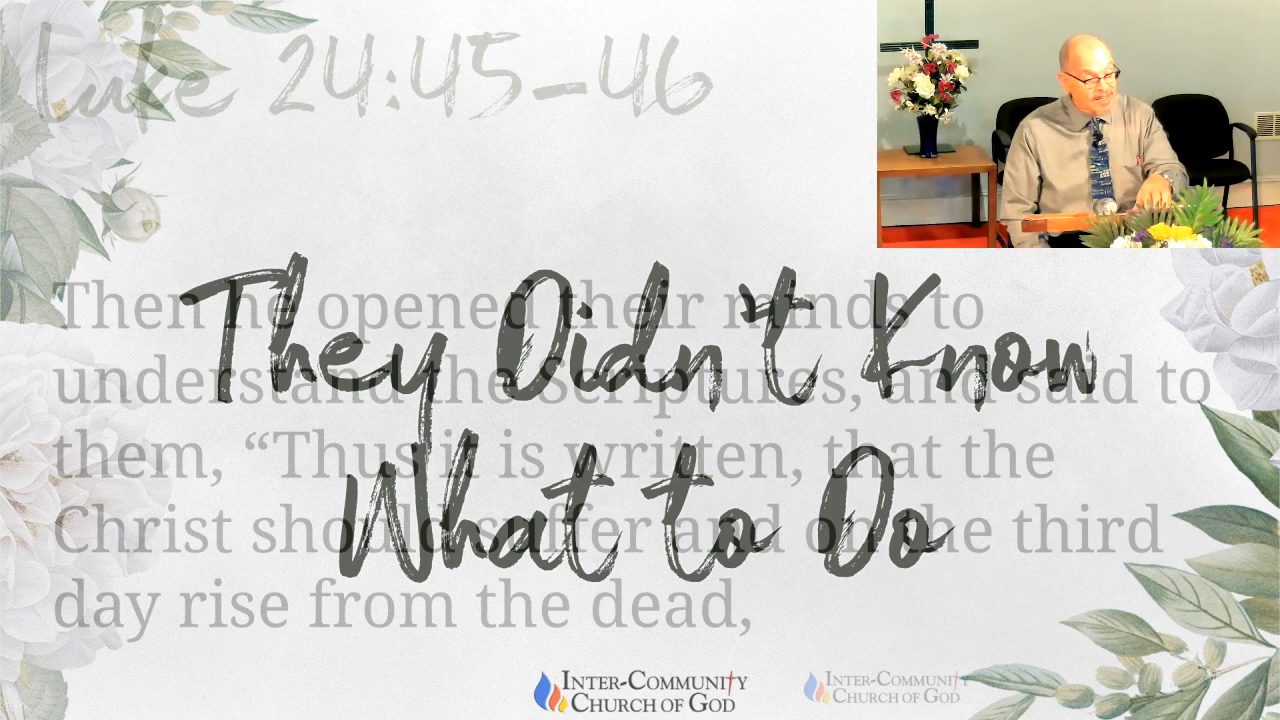 Luke 24:45-46
They Didn't Know
What to Do
Then he opened their minds to
understand the Scriptures, and said to
them, “Thus it is written, that the
Christ should suffer and on the third
day rise from the dead,
INTER-COMMUNITY
CHURCH OF GOD
INTER-COMMUNITY
CHURCH OF GOD